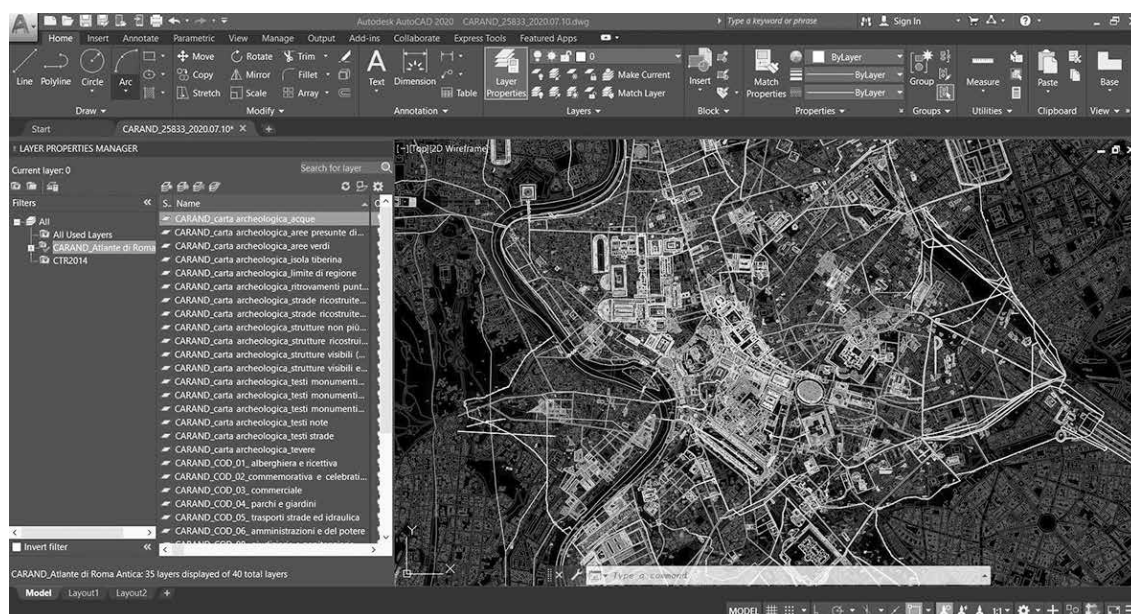 Autodesk AutoCAD 2020 CARAND_25833_2020.07.10.dwg Type a keyword or phrase Sign In
Home Insert Annotate Parametric View Manage Output Add-ins Collaborate Express Tools Featured Apps
Line Polyline Circle Arc
Move Rotate Trim
Copy Mirror Fillet
Stretch Scale Array
Text Dimension Table
Layer Properties
0
Make Current
Match Layer
Insert
Match Properties
ByLayer
ByLayer
ByLayer
Group
Measure
Paste
Base
Draw Modify Annotation Layers Block Properties Groups Utilities Clipboard View
Start CARAND_25833_2020.07.10*
LAYER PROPERTIES MANAGER
Current layer: 0 Search for layer
Filters
All
All Used Layers
CARAND_Atlante di Roma
CTR2014
Invert filter
S.. Name
CARAND_carta archeologica_acque
CARAND_carta archeologica_aree presunte di...
CARAND_carta archeologica_aree verdi
CARAND_carta archeologica_isola tiberina
CARAND_carta archeologica_limite di regione
CARAND_carta archeologica_ritrovamenti punt...
CARAND_carta archeologica_strade ricostruite...
CARAND_carta archeologica_strade ricostruite...
CARAND_carta archeologica_strutture non più...
CARAND_carta archeologica_strutture ricostrui...
CARAND_carta archeologica_strutture visibili (...
CARAND_carta archeologica_strutture visibili e...
CARAND_carta archeologica_testi monumenti...
CARAND_carta archeologica_testi monumenti...
CARAND_carta archeologica_testi monumenti...
CARAND_carta archeologica_testi note
CARAND_carta archeologica_testi strade
CARAND_carta archeologica_tevere
CARAND_COD_01_ alberghiera e ricettiva
CARAND_COD_02_commemorativa e celebrati...
CARAND_COD_03_ commerciale
CARAND_COD_04_ parchi e giardini
CARAND_COD_05_ trasporti strade ed idraulica
CARAND_COD_06_ amministrazioni e del potere
CARAND_Atlante di Roma Antica: 35 layers displayed of 40 total layers
[−][Top][2D Wireframe]
Y
Type a command
Model Layout1 Layout2
MODEL 1:1